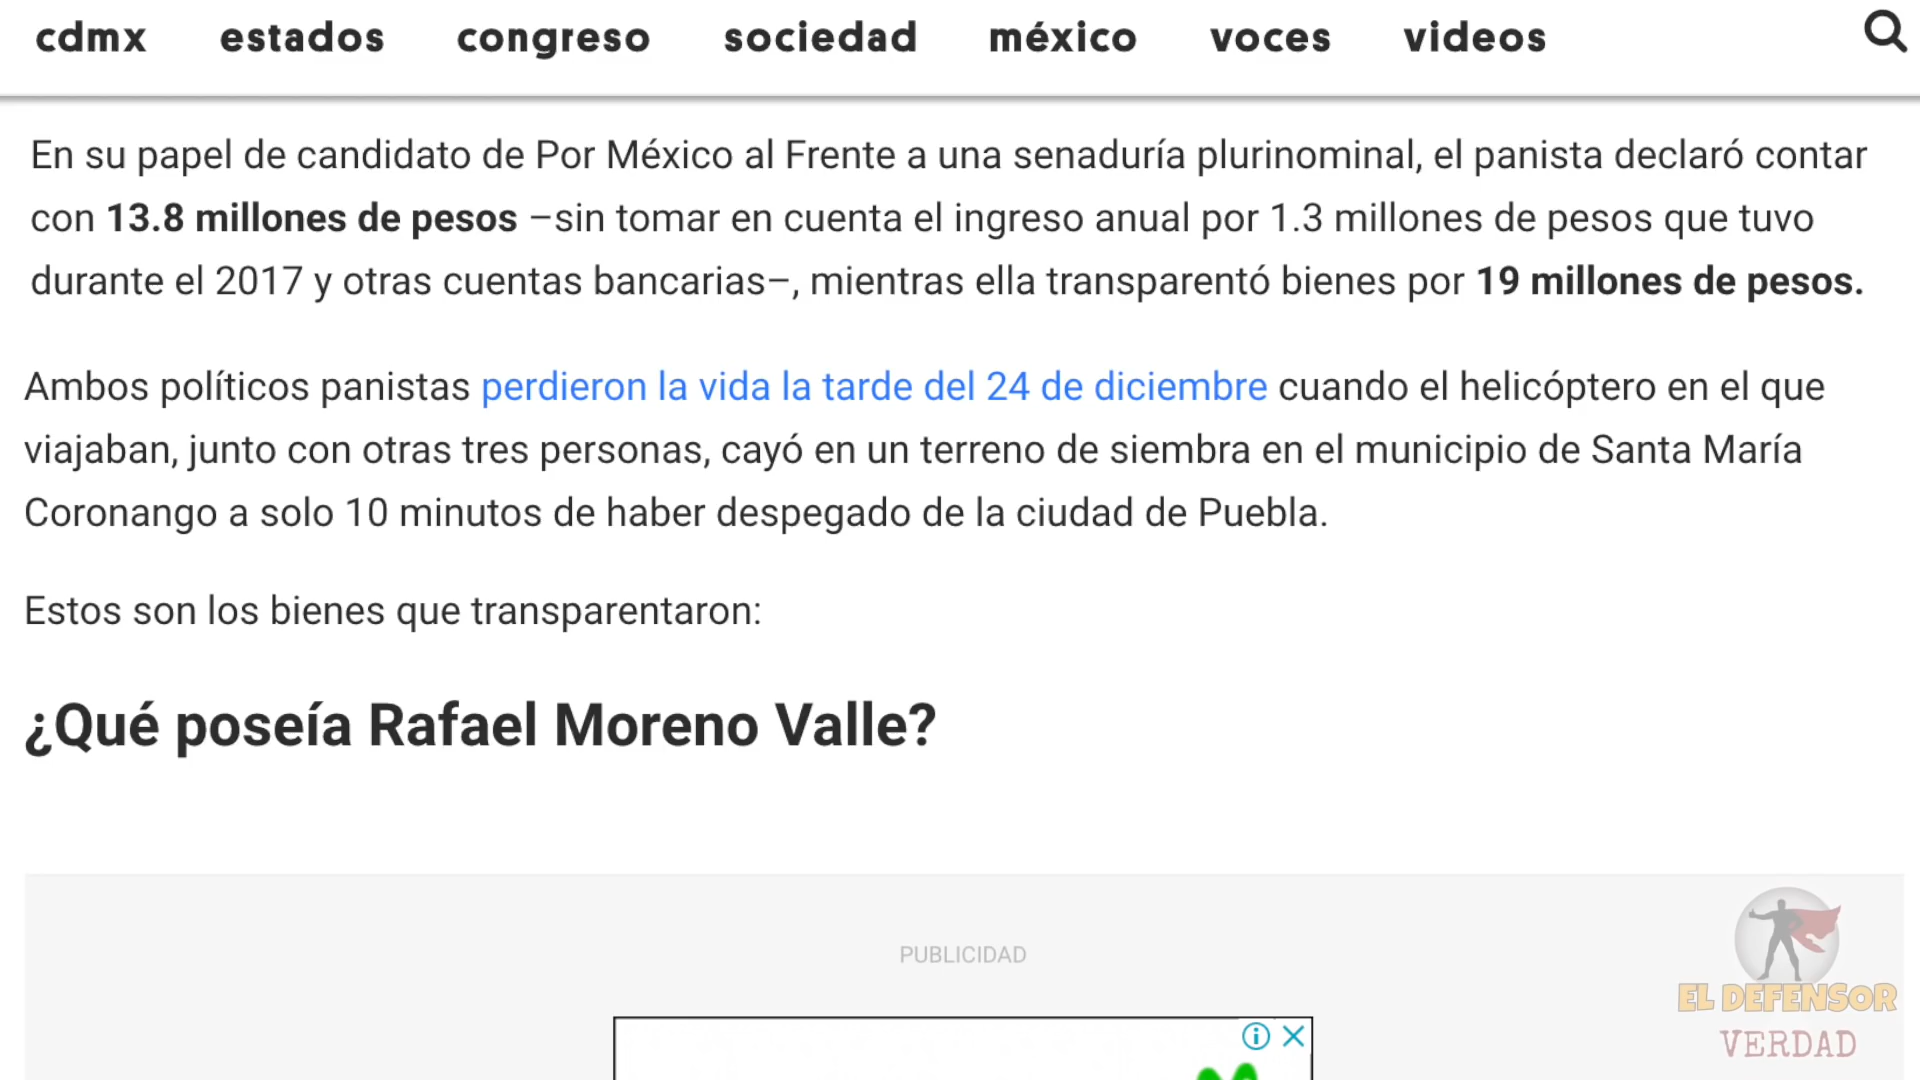 cdmx estados congreso sociedad méxico voces videos
En su papel de candidato de Por México al Frente a una senaduría plurinominal, el panista declaró contar
con 13.8 millones de pesos –sin tomar en cuenta el ingreso anual por 1.3 millones de pesos que tuvo
durante el 2017 y otras cuentas bancarias–, mientras ella transparentó bienes por 19 millones de pesos.
Ambos políticos panistas perdieron la vida la tarde del 24 de diciembre cuando el helicóptero en el que
viajaban, junto con otras tres personas, cayó en un terreno de siembra en el municipio de Santa María
Coronango a solo 10 minutos de haber despegado de la ciudad de Puebla.
Estos son los bienes que transparentaron:
¿Qué poseía Rafael Moreno Valle?
PUBLICIDAD
EL DEFENSOR
VERDAD